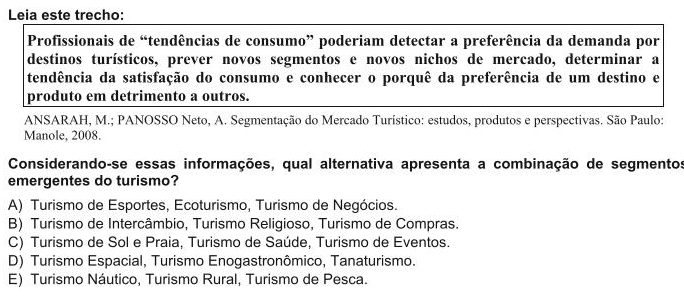 Leia este trecho:
Profissionais de “tendências de consumo” poderiam detectar a preferência da demanda por
destinos turísticos, prever novos segmentos e novos nichos de mercado, determinar a
tendência da satisfação do consumo e conhecer o porquê da preferência de um destino e
produto em detrimento a outros.
ANSARAH, M.; PANOSSO Neto, A. Segmentação do Mercado Turístico: estudos, produtos e perspectivas. São Paulo:
Manole, 2008.
Considerando-se essas informações, qual alternativa apresenta a combinação de segmentos
emergentes do turismo?
A) Turismo de Esportes, Ecoturismo, Turismo de Negócios.
B) Turismo de Intercâmbio, Turismo Religioso, Turismo de Compras.
C) Turismo de Sol e Praia, Turismo de Saúde, Turismo de Eventos.
D) Turismo Espacial, Turismo Enogastronômico, Tanaturismo.
E) Turismo Náutico, Turismo Rural, Turismo de Pesca.